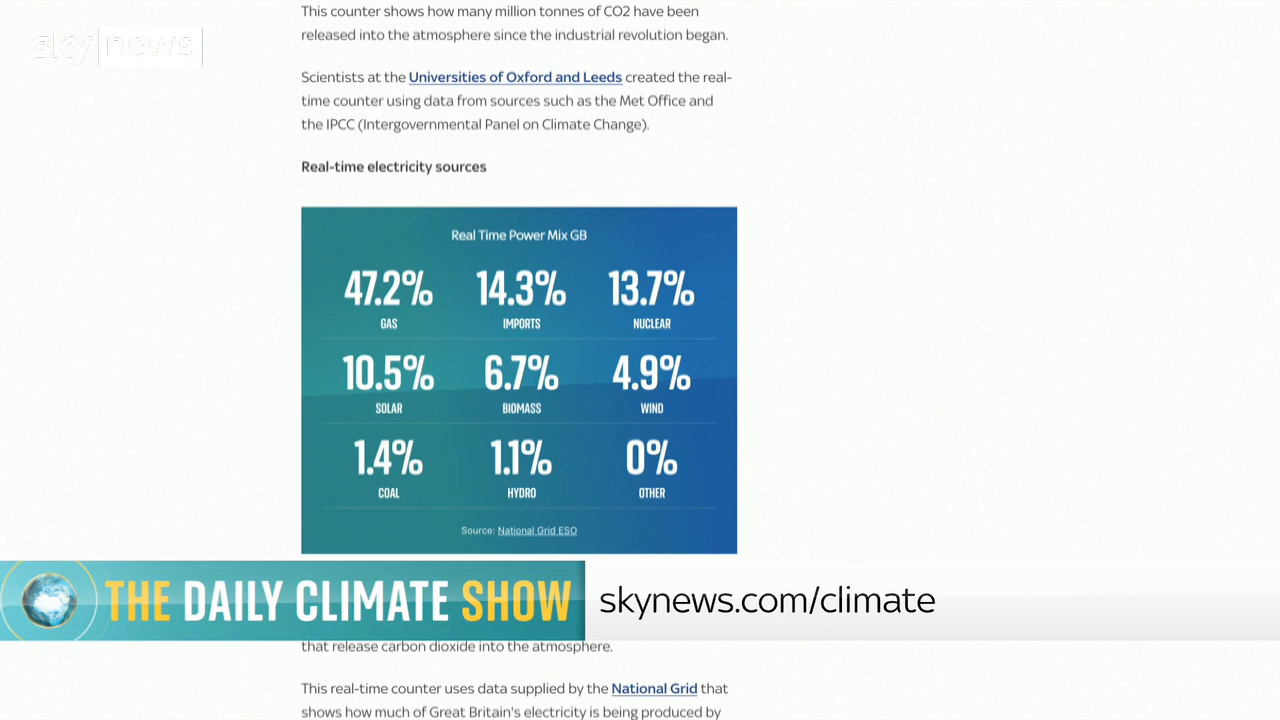 This counter shows how many million tonnes of CO2 have been
released into the atmosphere since the industrial revolution began.
sky news
Scientists at the Universities of Oxford and Leeds created the real-
time counter using data from sources such as the Met Office and
the IPCC (Intergovernmental Panel on Climate Change).
Real-time electricity sources
Real Time Power Mix GB
47.2% 14.3% 13.7%
GAS IMPORTS NUCLEAR
10.5% 6.7% 4.9%
SOLAR BIOMASS WIND
1.4% 1.1% 0%
COAL HYDRO OTHER
Source: National Grid ESO
THE DAILY CLIMATE SHOW skynews.com/climate
that release carbon dioxide into the atmosphere.
This real-time counter uses data supplied by the National Grid that
shows how much of Great Britain's electricity is being produced by